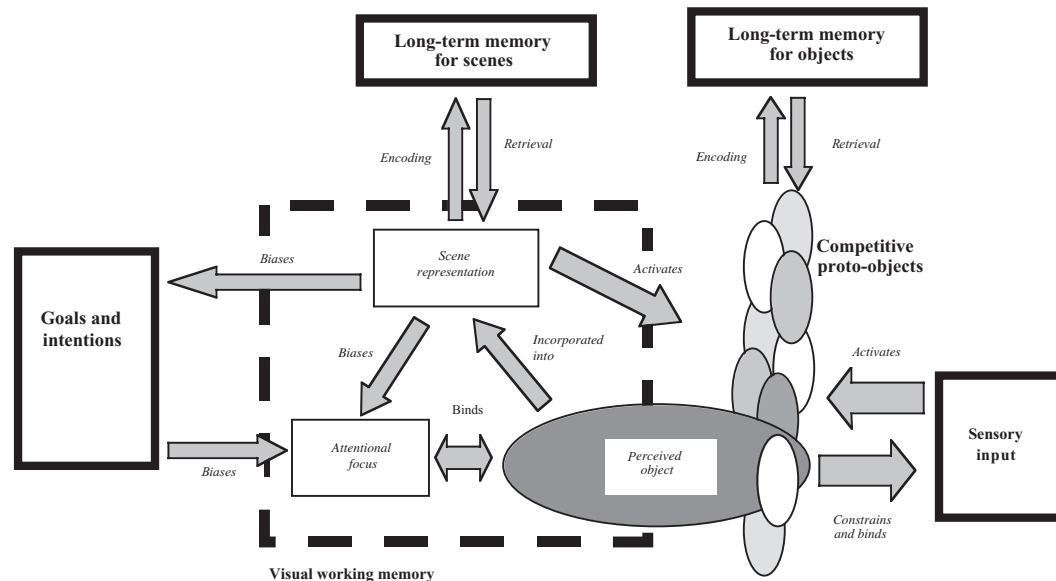 Long-term memory
for scenes
Long-term memory
for objects
Encoding
Retrieval
Encoding
Retrieval
Biases
Scene
representation
Activates
Competitive
proto-objects
Goals and
intentions
Biases
Incorporated
into
Activates
Binds
Biases
Attentional
focus
Perceived
object
Sensory
input
Constrains
and binds
Visual working memory